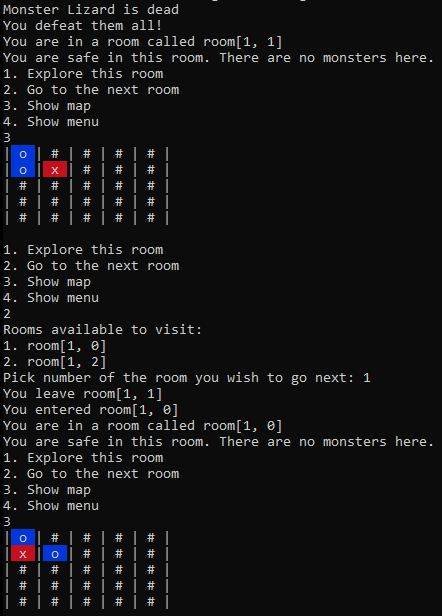 Monster Lizard is dead
You defeat them all!
You are in a room called room[1, 1]
You are safe in this room. There are no monsters here.
1. Explore this room
2. Go to the next room
3. Show map
4. Show menu
3
| o | # | # | # | # |
| o | x | # | # | # |
| # | # | # | # | # |
| # | # | # | # | # |
| # | # | # | # | # |
1. Explore this room
2. Go to the next room
3. Show map
4. Show menu
2
Rooms available to visit:
1. room[1, 0]
2. room[1, 2]
Pick number of the room you wish to go next: 1
You leave room[1, 1]
You entered room[1, 0]
You are in a room called room[1, 0]
You are safe in this room. There are no monsters here.
1. Explore this room
2. Go to the next room
3. Show map
4. Show menu
3
| o | # | # | # | # |
| x | o | # | # | # |
| # | # | # | # | # |
| # | # | # | # | # |
| # | # | # | # | # |